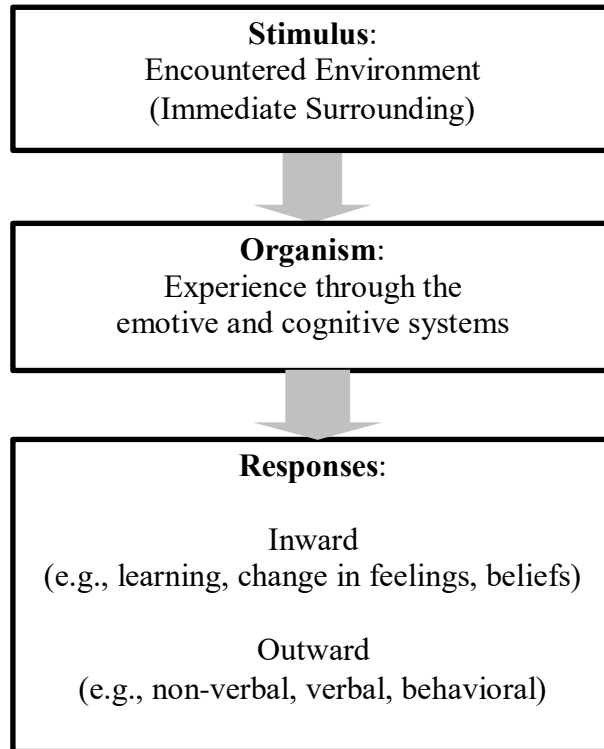 Stimulus:
Encountered Environment
(Immediate Surrounding)
Organism:
Experience through the
emotive and cognitive systems
Responses:
Inward
(e.g., learning, change in feelings, beliefs)
Outward
(e.g., non-verbal, verbal, behavioral)